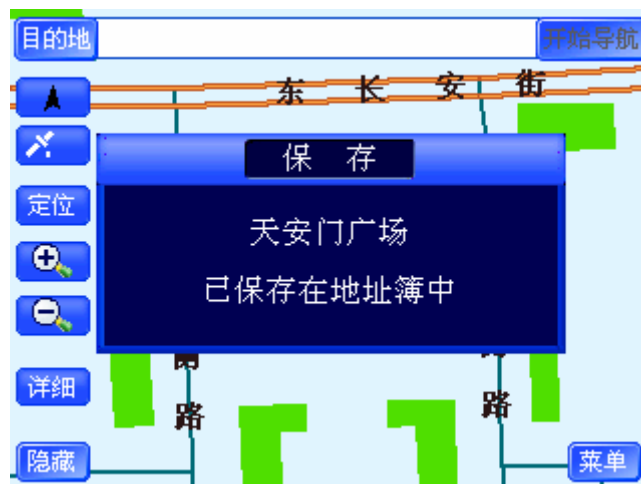 目的地
开始导航
东长安街
保 存
定位
天安门广场
已保存在地址簿中
详细
路
路
隐藏
菜单